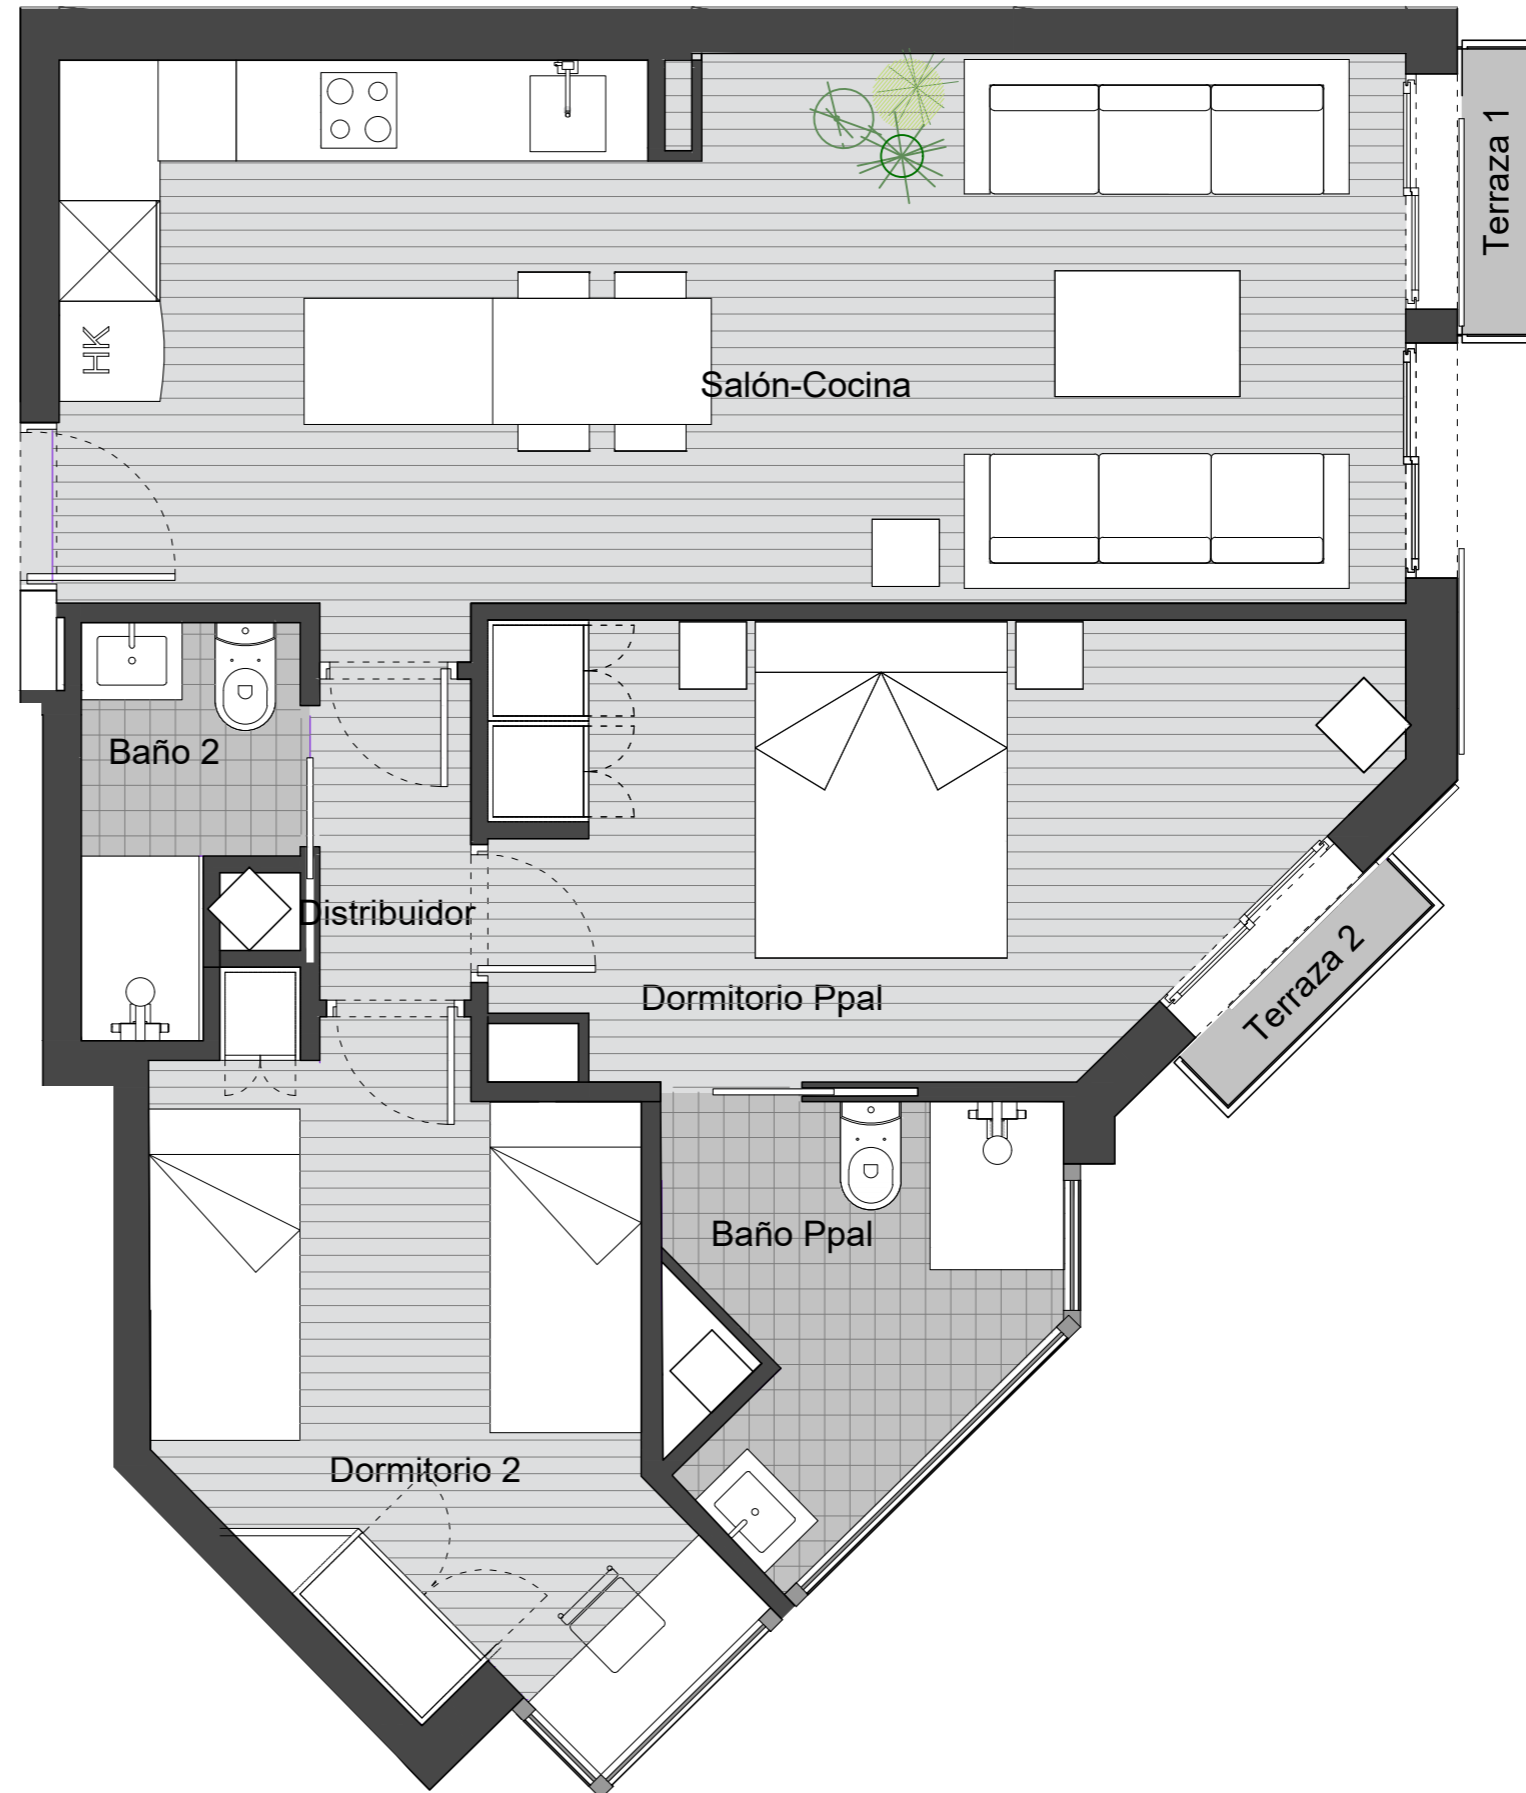 Terraza 1
HK
Salón-Cocina
Baño 2
Distribuidor
Dormitorio Ppal
Terraza 2
Baño Ppal
Dormitorio 2